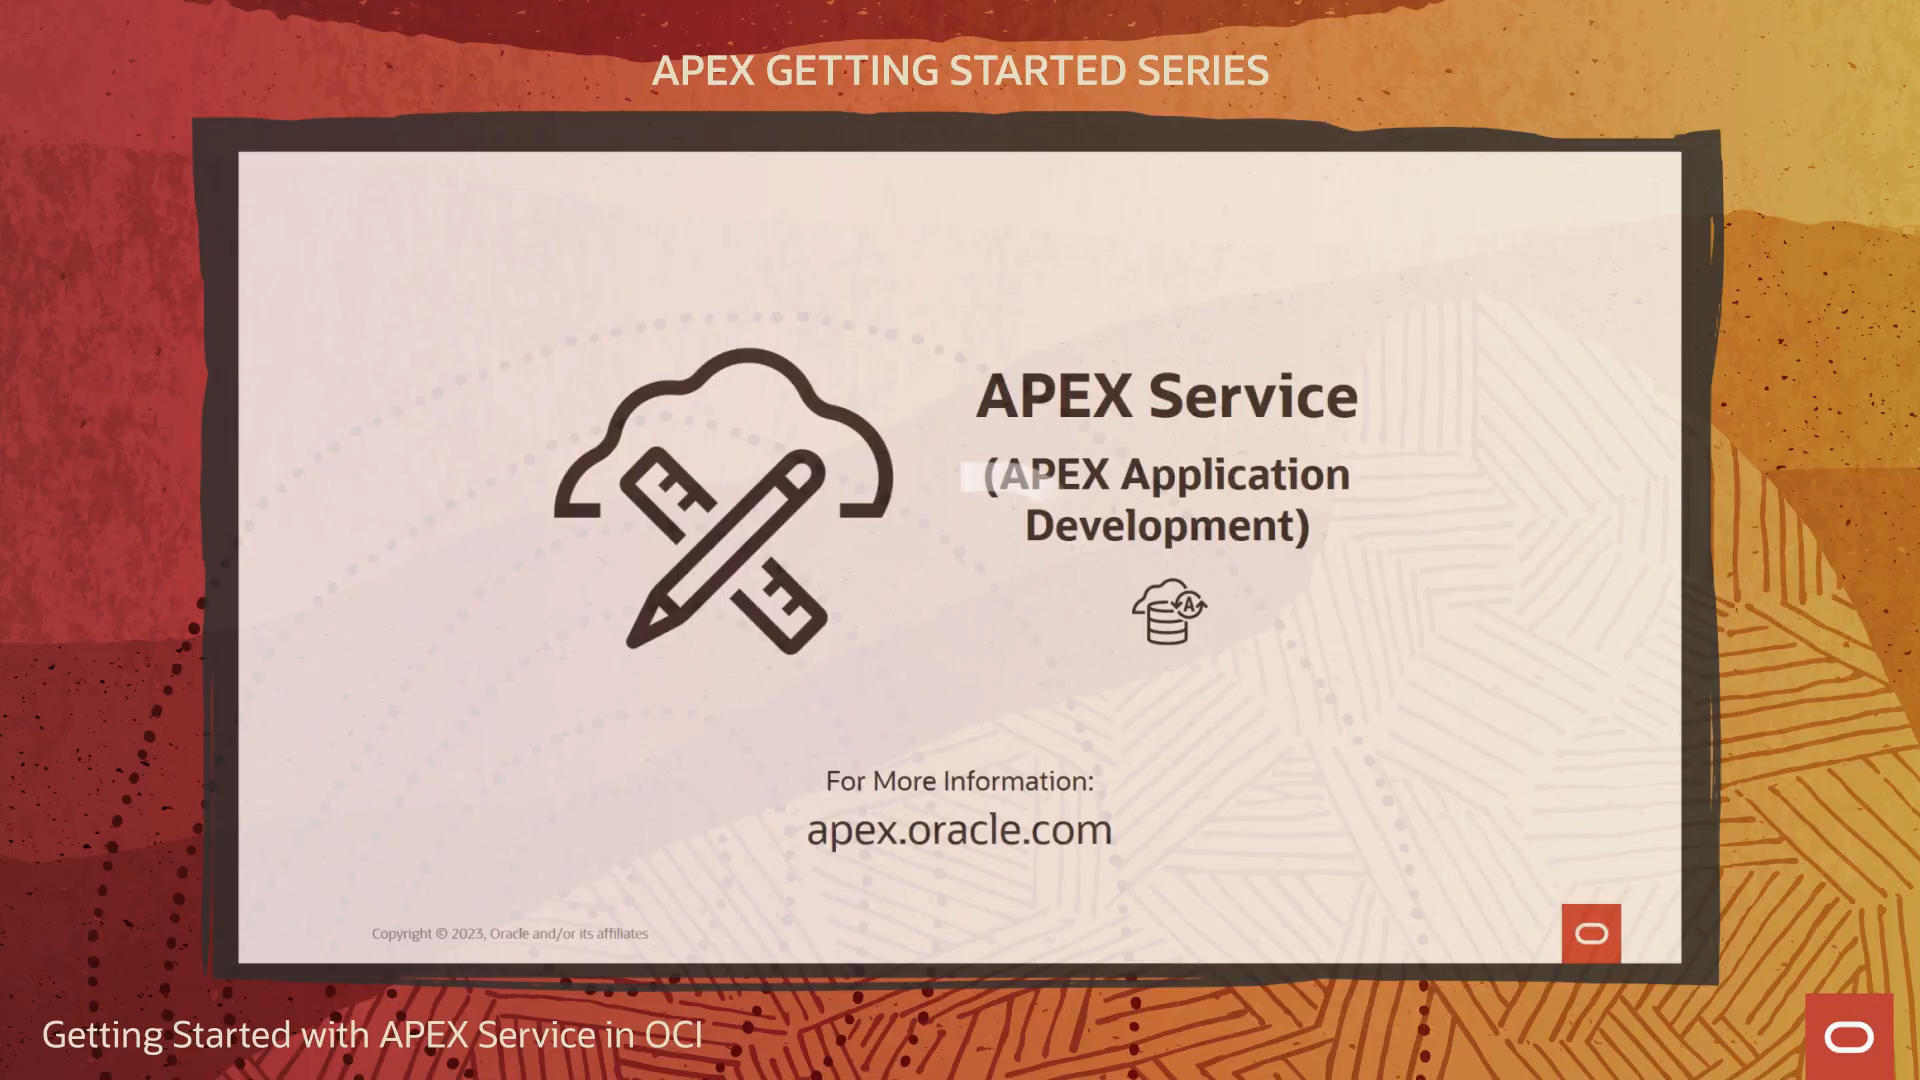 APEX GETTING STARTED SERIES
APEX Service
(APEX Application
Development)
A
For More Information:
apex.oracle.com
Copyright © 2023, Oracle and/or its affiliates
Getting Started with APEX Service in OCI